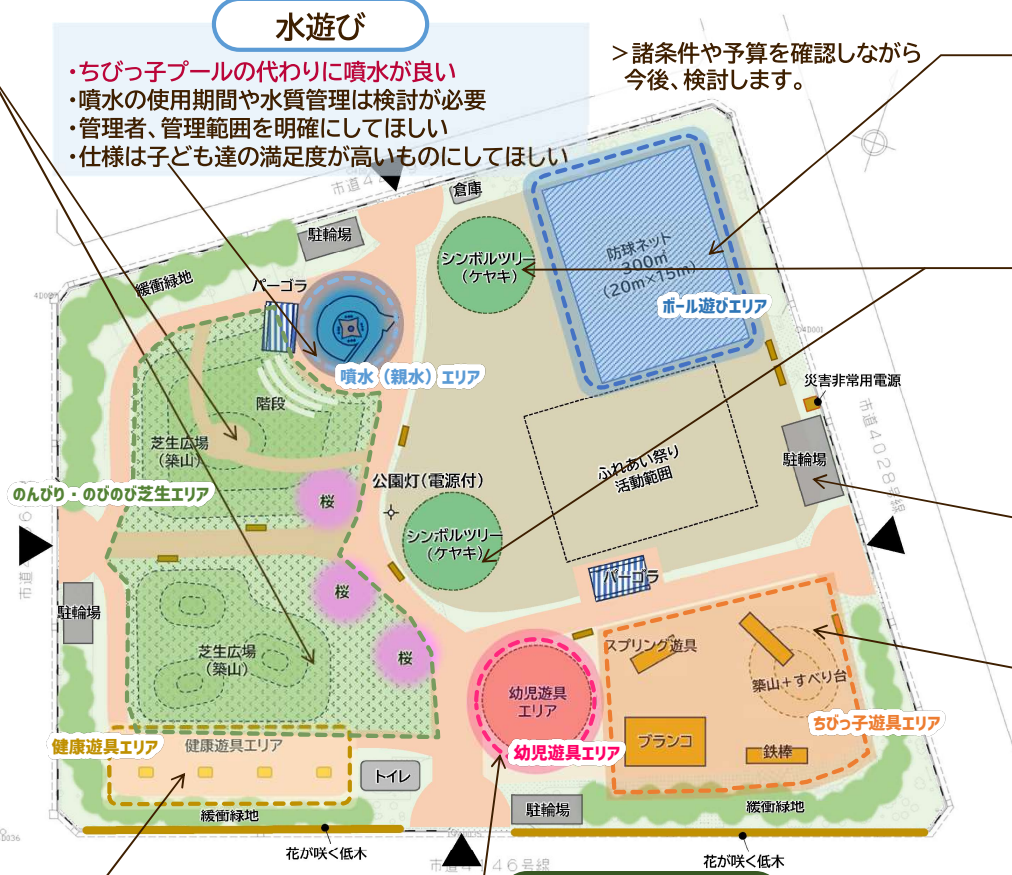 水遊び
・ちびっ子プールの代わりに噴水が良い
・噴水の使用期間や水質管理は検討が必要
・管理者、管理範囲を明確にしてほしい
・仕様は子ども達の満足度が高いものにしてほしい
＞諸条件や予算を確認しながら
今後、検討します。
倉庫
駐輪場
シンボルツリー
（ケヤキ）
防球ネット
300㎡
（20m×15m）
ボール遊びエリア
緩衝緑地
パーゴラ
噴水（親水）エリア
災害非常用電源
階段
芝生広場
（築山）
ふれあい祭り
活動範囲
駐輪場
市道4028号線
のんびり・のびのび芝生エリア
桜
公園灯（電源付）
シンボルツリー
（ケヤキ）
パーゴラ
桜
駐輪場
桜
芝生広場
（築山）
スプリング遊具
築山＋すべり台
幼児遊具
エリア
ちびっ子遊具エリア
健康遊具エリア
健康遊具エリア
幼児遊具エリア
ブランコ
鉄棒
トイレ
駐輪場
緩衝緑地
緩衝緑地
花が咲く低木
花が咲く低木